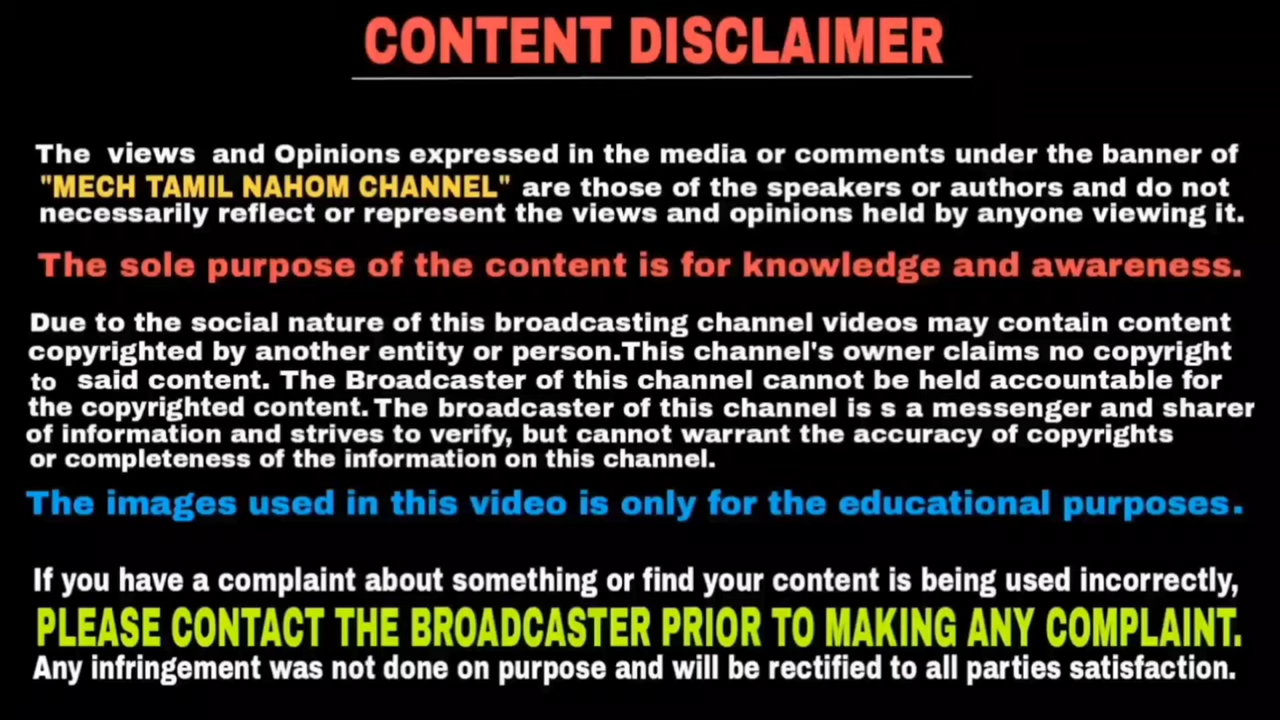 CONTENT DISCLAIMER
The views and Opinions expressed in the media or comments under the banner of
"MECH TAMIL NAHOM CHANNEL" are those of the speakers or authors and do not
necessarily reflect or represent the views and opinions held by anyone viewing it.
The sole purpose of the content is for knowledge and awareness.
Due to the social nature of this broadcasting channel videos may contain content
copyrighted by another entity or person.This channel's owner claims no copyright
to said content. The Broadcaster of this channel cannot be held accountable for
the copyrighted content. The broadcaster of this channel is s a messenger and sharer
of information and strives to verify, but cannot warrant the accuracy of copyrights
or completeness of the information on this channel.
The images used in this video is only for the educational purposes.
If you have a complaint about something or find your content is being used incorrectly,
PLEASE CONTACT THE BROADCASTER PRIOR TO MAKING ANY COMPLAINT.
Any infringement was not done on purpose and will be rectified to all parties satisfaction.